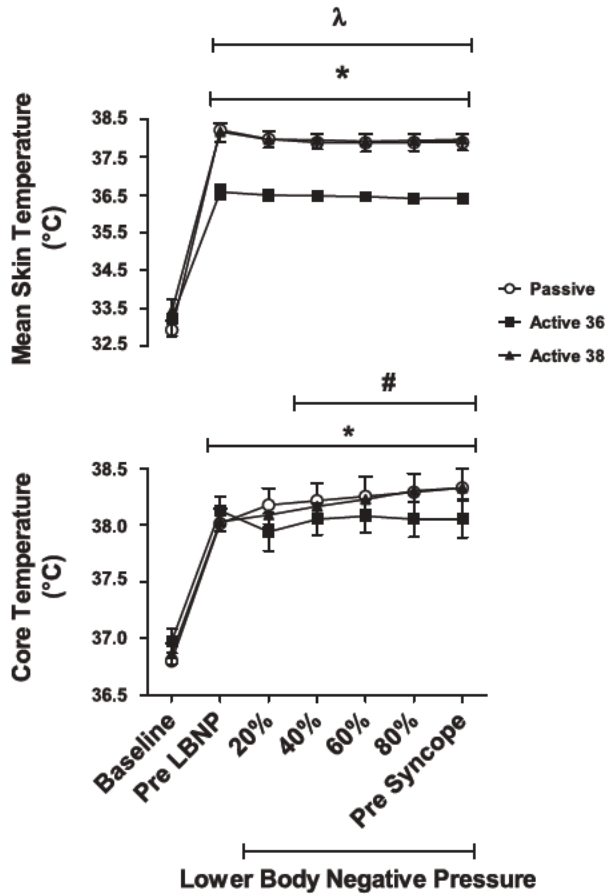 λ
*
Mean Skin Temperature
(°C)
38.5
37.5
36.5
35.5
34.5
33.5
32.5
Passive
Active 36
Active 38
#
*
Core Temperature
(°C)
38.5
38.0
37.5
37.0
36.5
Baseline
Pre LBNP
20%
40%
60%
80%
Pre Syncope
Lower Body Negative Pressure